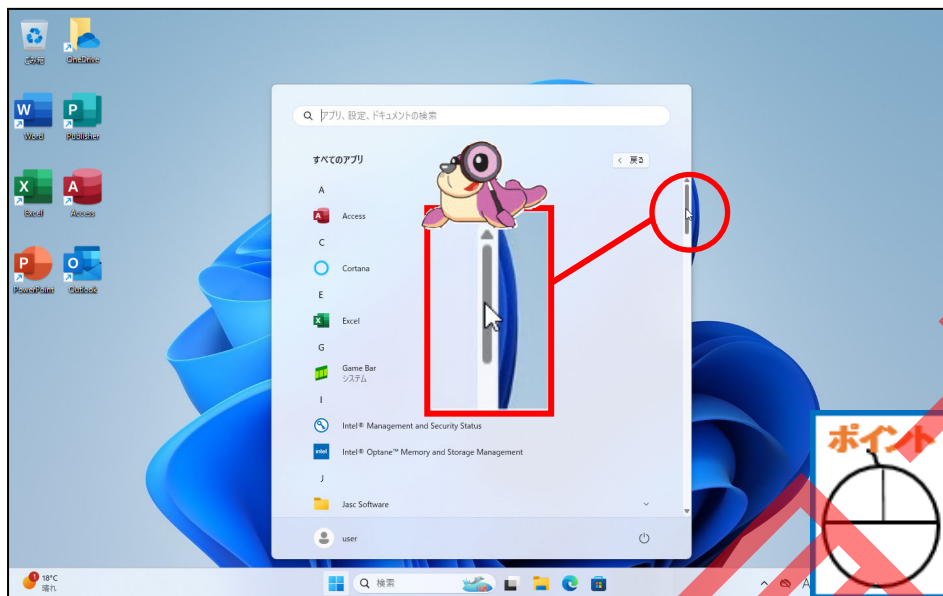 ごみ箱
OneDrive
Word
Publisher
Excel
Access
PowerPoint
Outlook
アプリ、設定、ドキュメントの検索
すべてのアプリ
戻る
A
Access
C
Cortana
E
Excel
G
Game Bar
システム
I
Intel® Management and Security Status
intel
Intel® Optane™ Memory and Storage Management
J
Jasc Software
user
ポイント
1
18°C
晴れ
検索
A